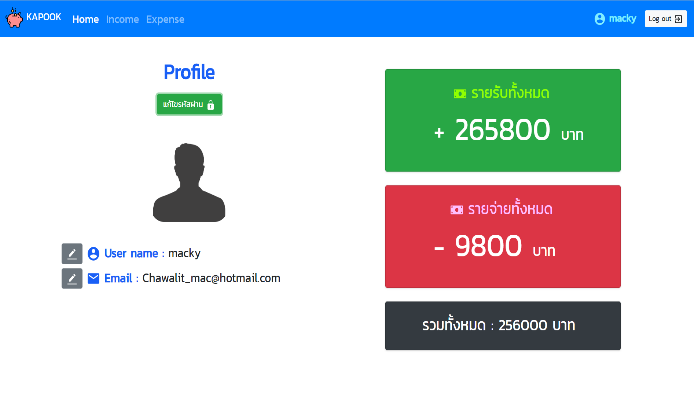 KAPOOK Home Income Expense macky Log out
Profile
แก้ไขรหัสผ่าน
User name : macky
Email : Chawalit_mac@hotmail.com
รายรับทั้งหมด
+ 265800 บาท
รายจ่ายทั้งหมด
- 9800 บาท
รวมทั้งหมด : 256000 บาท